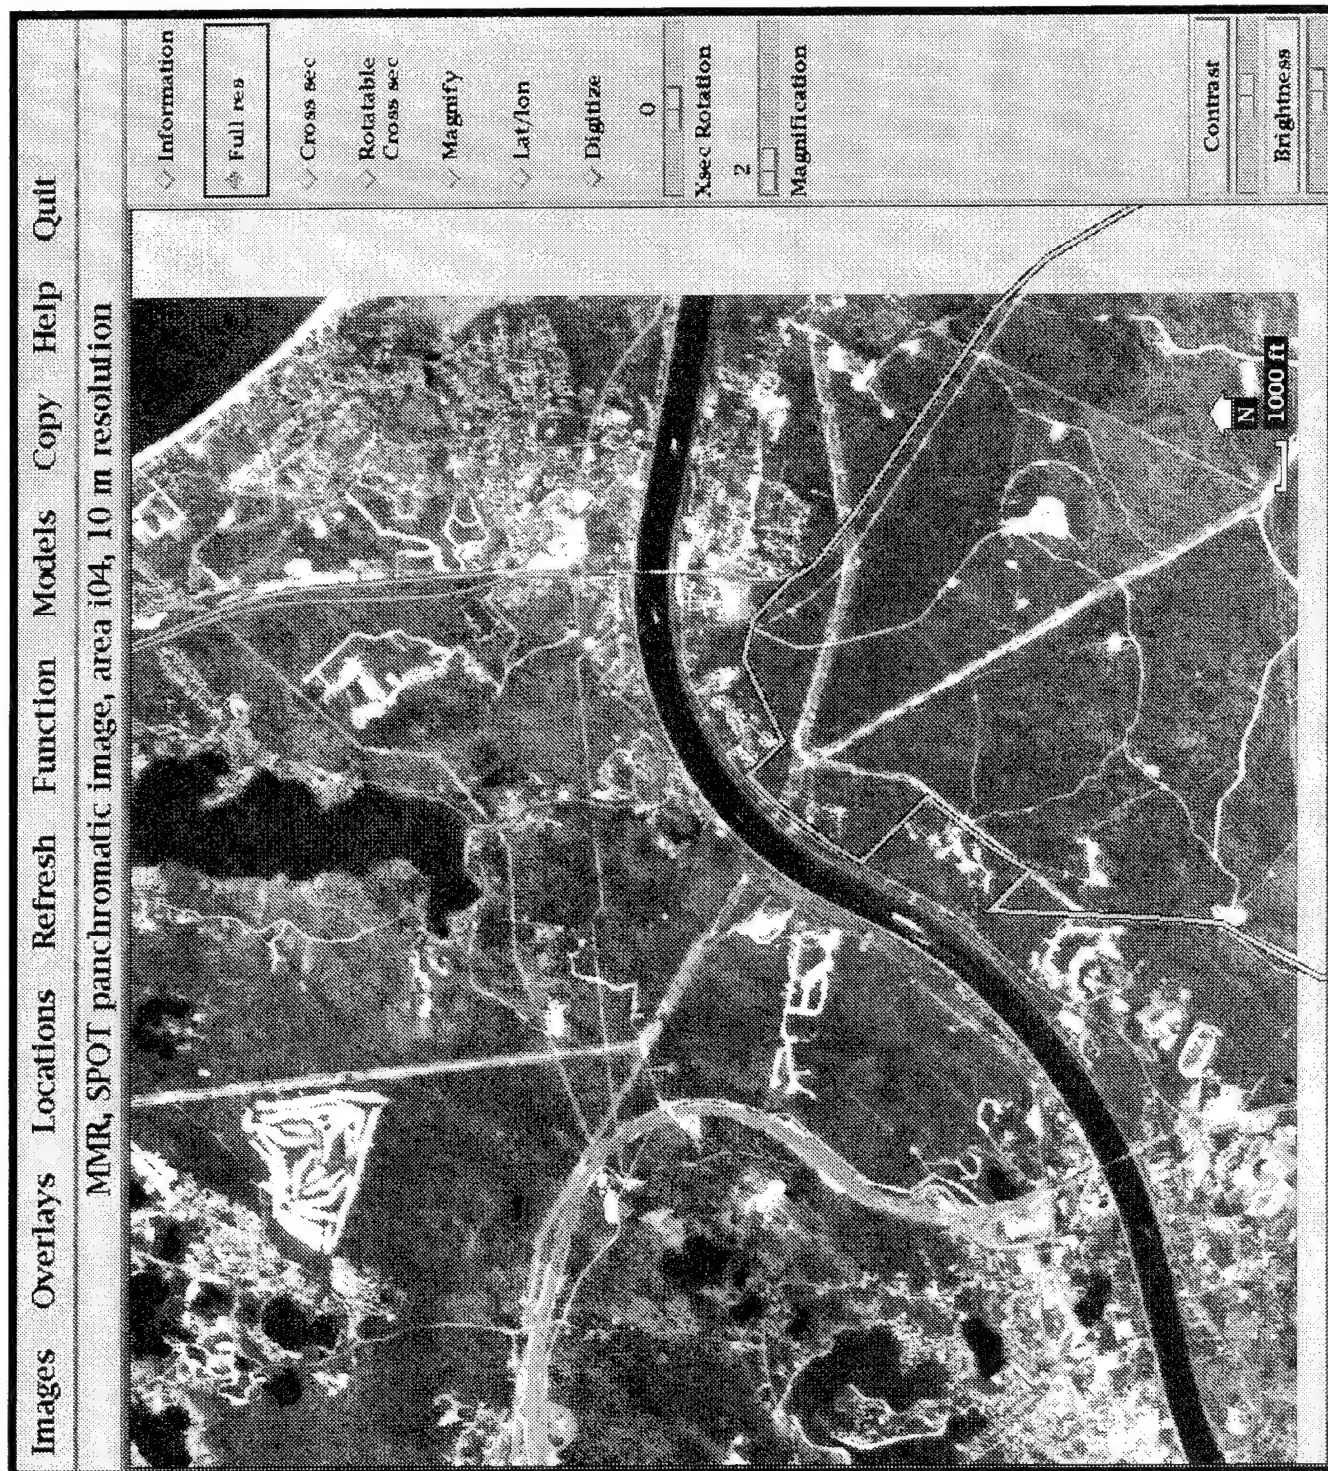 Images Overlays Locations Refresh Function Models Copy Help Quit
MMR, SPOT panchromatic image, area i04, 10 m resolution
Information
Full res
Cross sec
Rotatable
Cross sec
Magnify
Lat/lon
Digitize
0
Xsec Rotation
2
Magnification
Contrast
Brightness
N
1000 ft